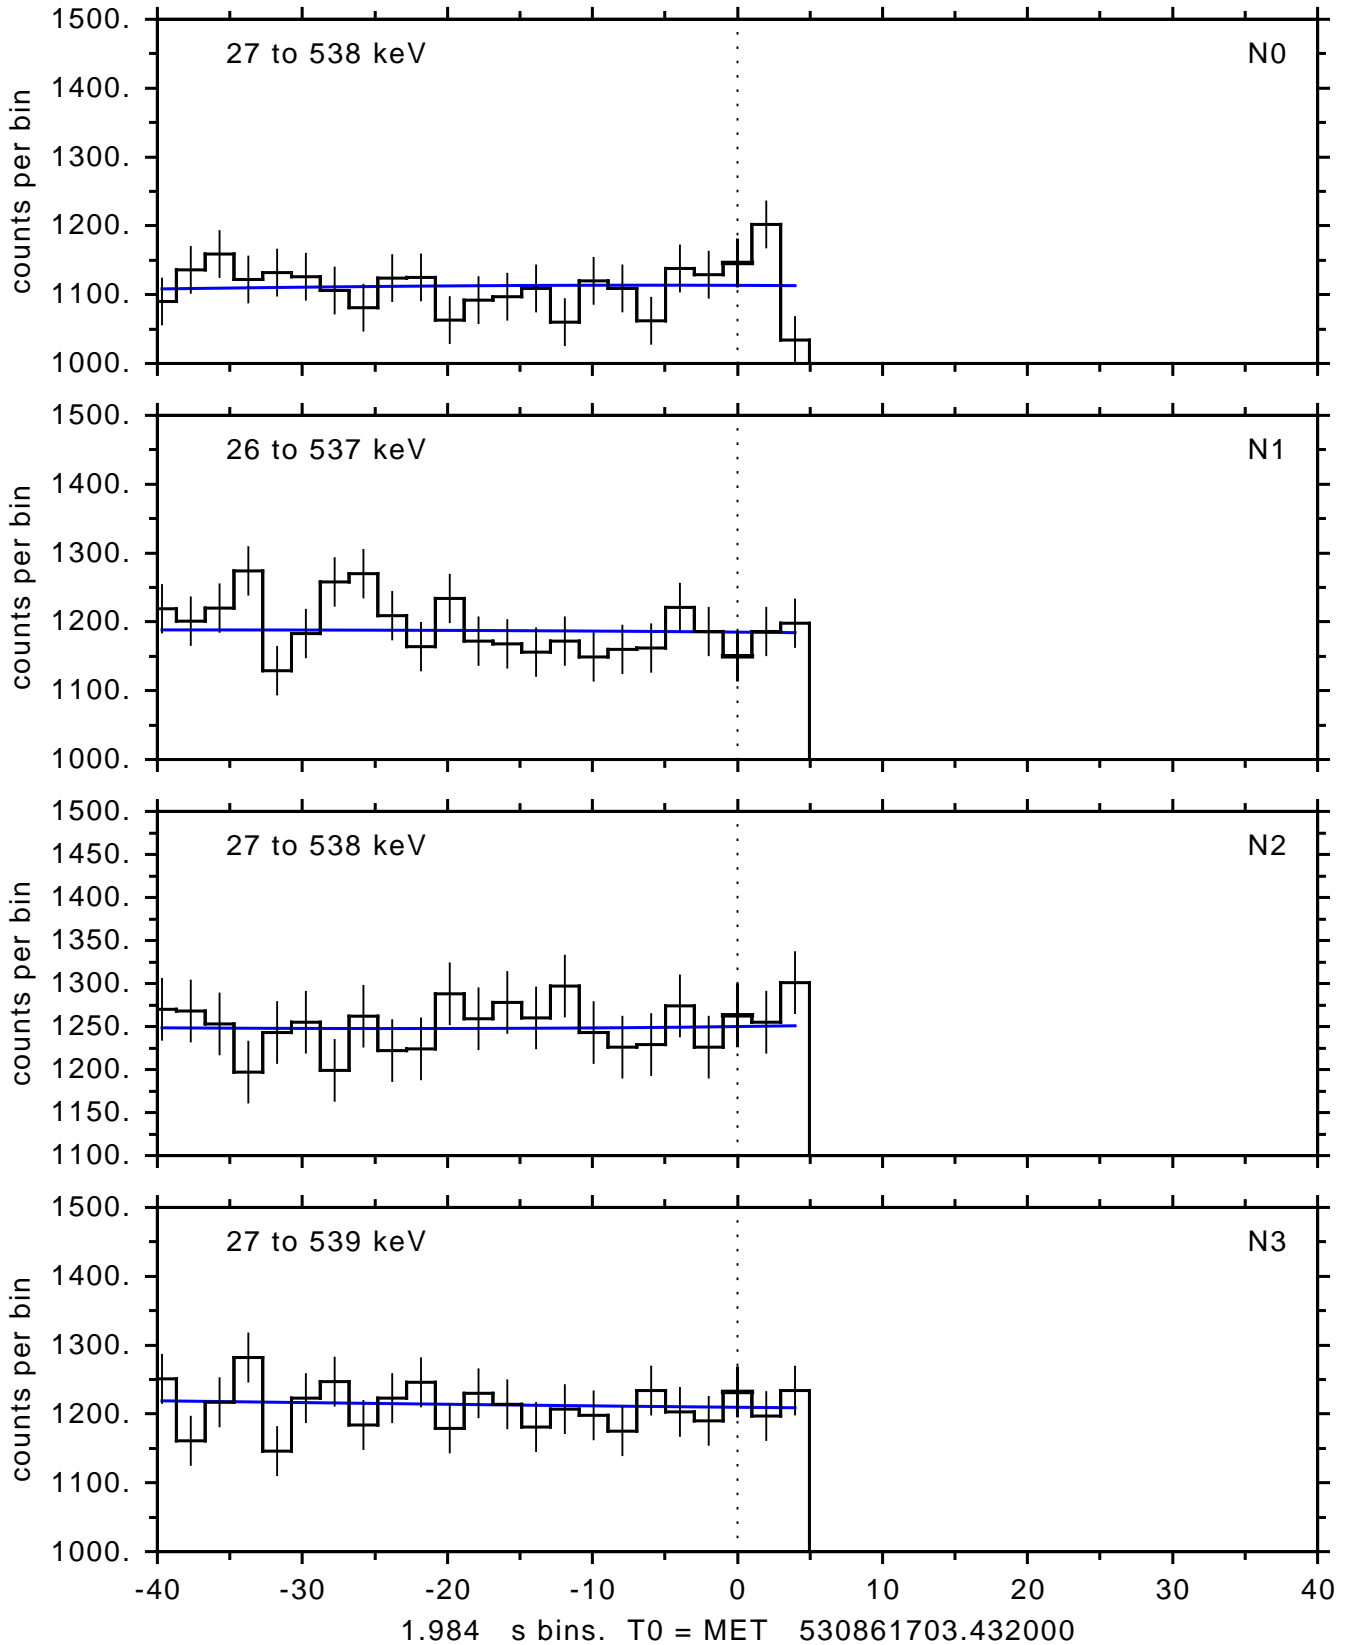 1500.
27 to 538 keV
N0
1400.
1300.
1200.
1100.
1000.
counts per bin
1500.
26 to 537 keV
N1
1400.
1300.
1200.
1100.
1000.
counts per bin
1500.
27 to 538 keV
N2
1450.
1400.
1350.
1300.
1250.
1200.
1150.
1100.
counts per bin
1500.
27 to 539 keV
N3
1400.
1300.
1200.
1100.
1000.
counts per bin
-40 -30 -20 -10 0 10 20 30 40
1.984 s bins. T0 = MET 530861703.432000